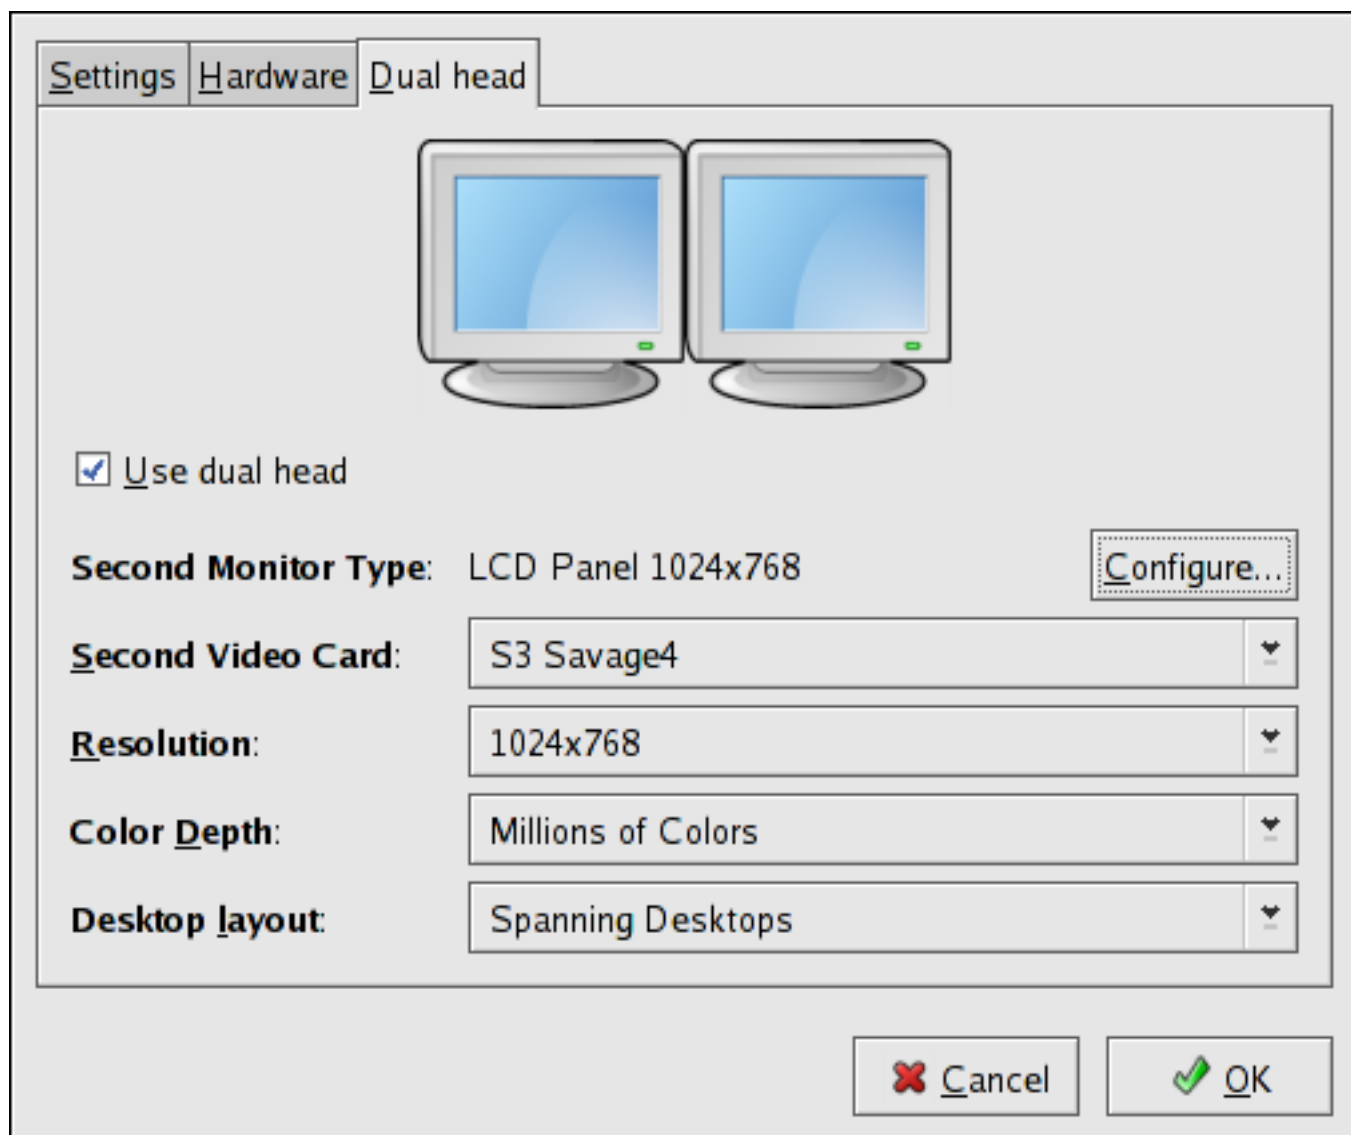 Settings Hardware Dual head
Use dual head
Second Monitor Type: LCD Panel 1024x768 Configure...
Second Video Card: S3 Savage4
Resolution: 1024x768
Color Depth: Millions of Colors
Desktop layout: Spanning Desktops
Cancel OK